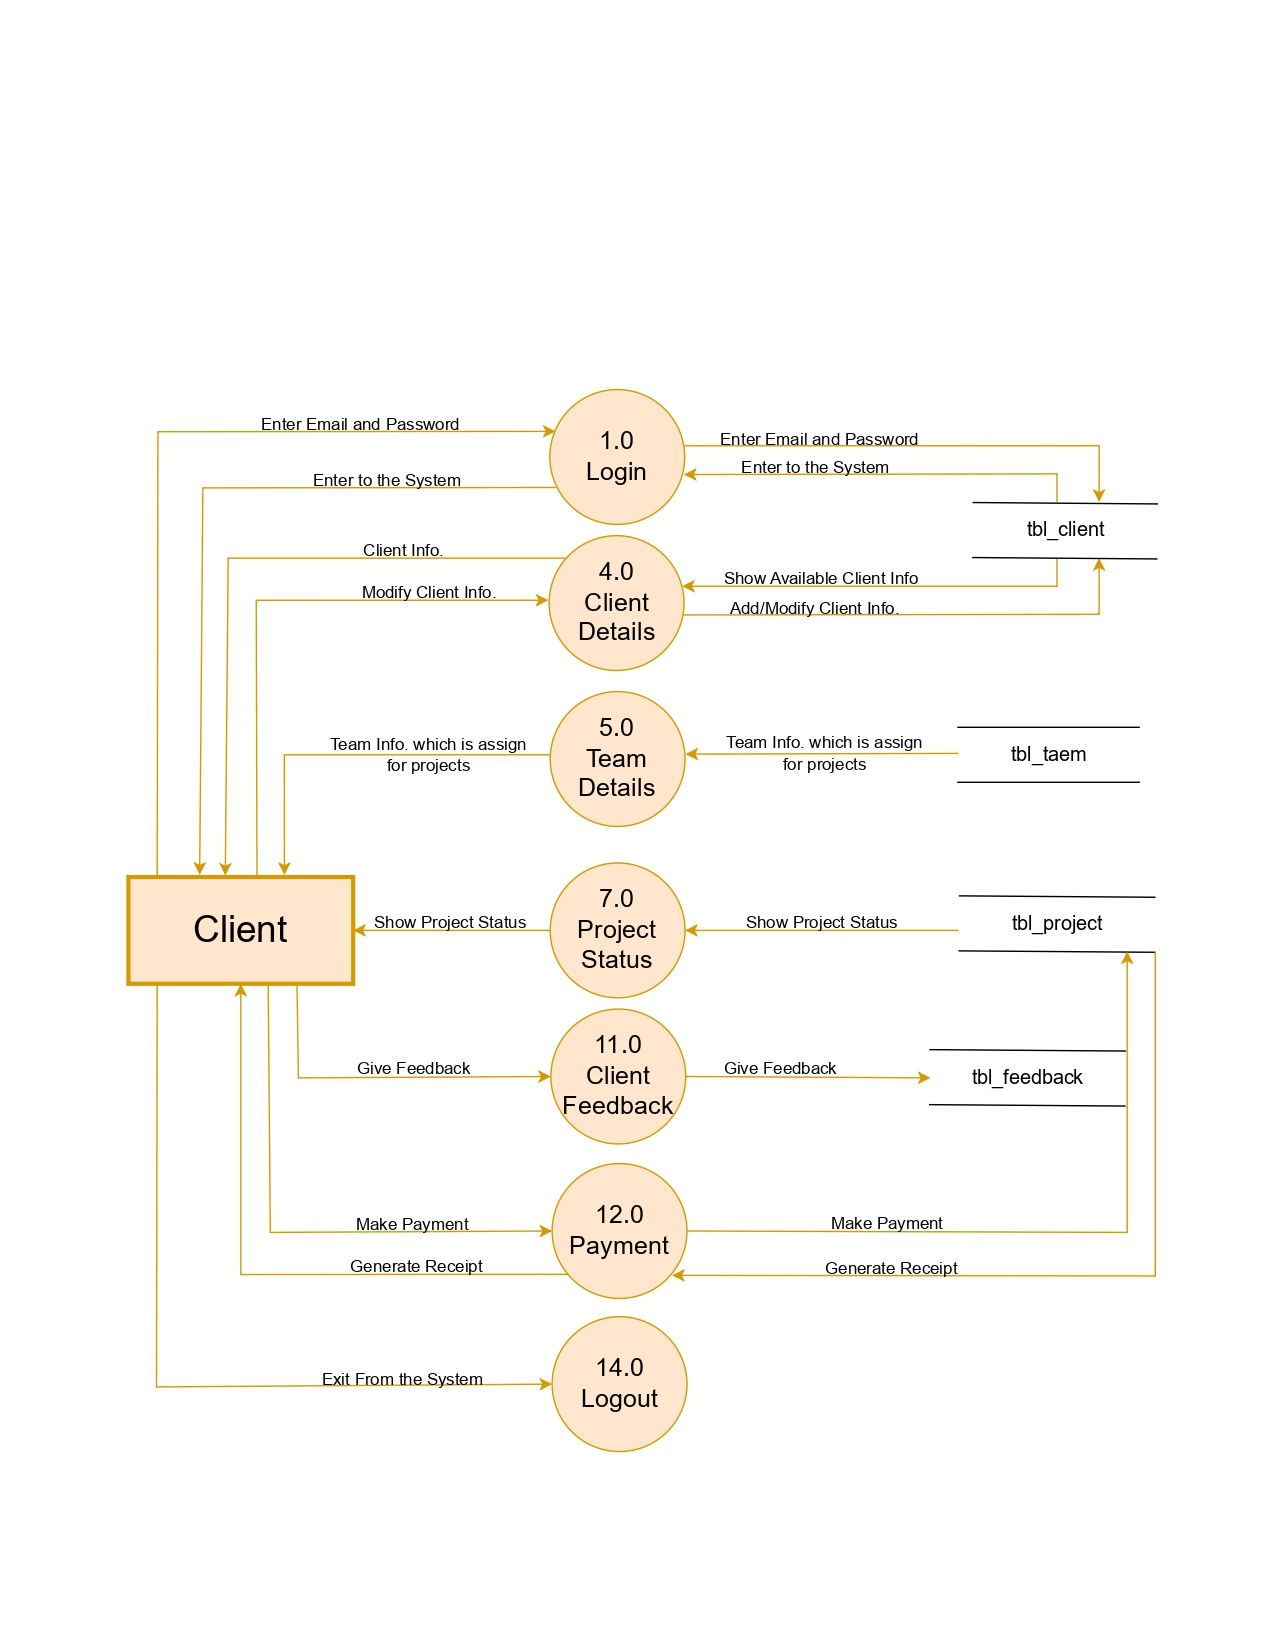 Enter Email and Password
1.0
Login
Enter Email and Password
Enter to the System
Enter to the System
tbl_client
Client Info.
4.0
Client
Details
Show Available Client Info
Modify Client Info.
Add/Modify Client Info.
Team Info. which is assign
for projects
5.0
Team
Details
Team Info. which is assign
for projects
tbl_taem
Client
Show Project Status
7.0
Project
Status
Show Project Status
tbl_project
Give Feedback
11.0
Client
Feedback
Give Feedback
tbl_feedback
Make Payment
12.0
Payment
Make Payment
Generate Receipt
Generate Receipt
Exit From the System
14.0
Logout